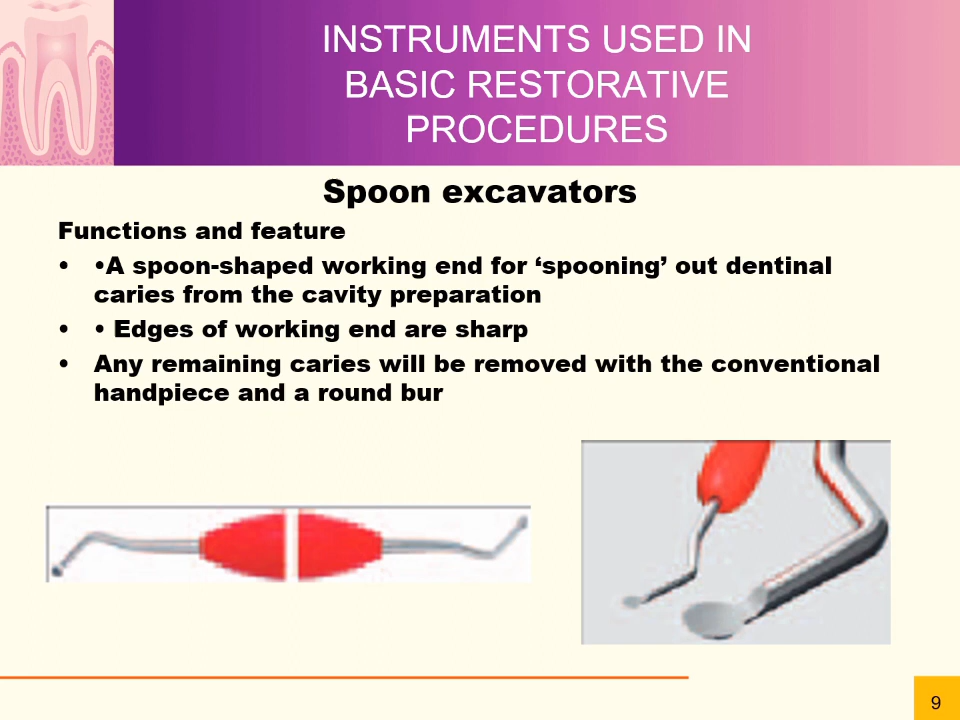 INSTRUMENTS USED IN
BASIC RESTORATIVE
PROCEDURES
Spoon excavators
Functions and feature
• •A spoon-shaped working end for ‘spooning’ out dentinal
caries from the cavity preparation
• • Edges of working end are sharp
• Any remaining caries will be removed with the conventional
handpiece and a round bur
9